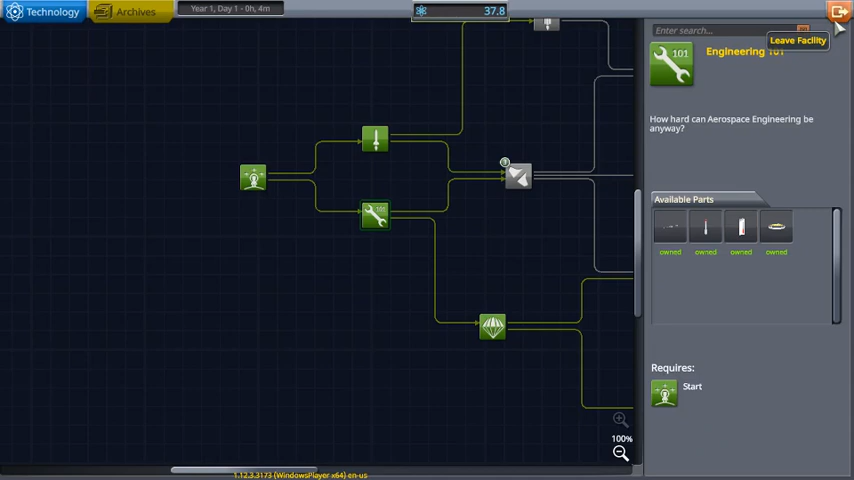 Technology
Archives
Year 1, Day 1 - 0h, 4m
37.8
Enter search...
Leave Facility
101
Engineering 101
How hard can Aerospace Engineering be
anyway?
101
Available Parts
owned
owned
owned
owned
Requires:
Start
100%
1.12.3.3173 (WindowsPlayer x64) en-us